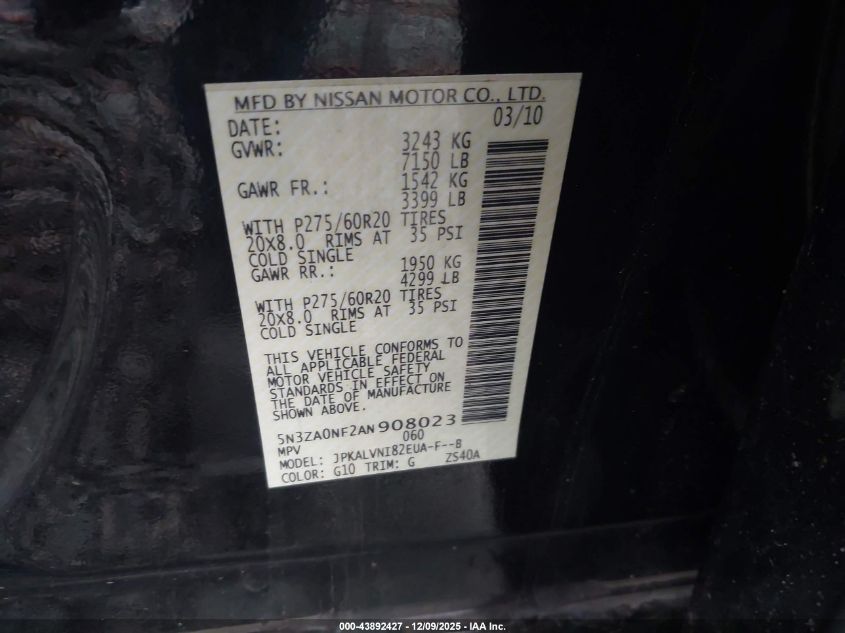 MFD BY NISSAN MOTOR CO., LTD.
DATE: 03/10
GVWR: 3243 KG
7150 LB
GAWR FR.: 1542 KG
3399 LB
WITH P275/60R20 TIRES
20X8.0 RIMS AT 35 PSI
COLD SINGLE
GAWR RR.: 1950 KG
4299 LB
WITH P275/60R20 TIRES
20X8.0 RIMS AT 35 PSI
COLD SINGLE
THIS VEHICLE CONFORMS TO
ALL APPLICABLE FEDERAL
MOTOR VEHICLE SAFETY
STANDARDS IN EFFECT ON
THE DATE OF MANUFACTURE
SHOWN ABOVE.
5N3ZA0NF2AN908023
MPV 060
MODEL: JPKALVNI82EUA-F--B
COLOR: G10 TRIM: G ZS40A
000-43892427 - 12/09/2025 - IAA Inc.